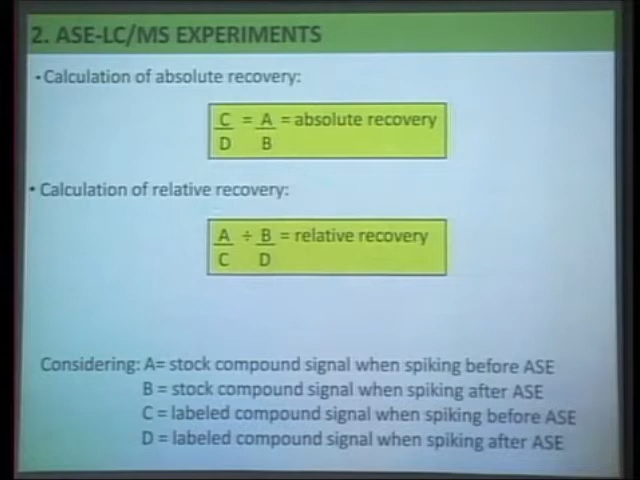 2. ASE-LC/MS EXPERIMENTS
• Calculation of absolute recovery:
C = A = absolute recovery
D B
• Calculation of relative recovery:
A ÷ B = relative recovery
C D
Considering: A= stock compound signal when spiking before ASE
B = stock compound signal when spiking after ASE
C = labeled compound signal when spiking before ASE
D = labeled compound signal when spiking after ASE